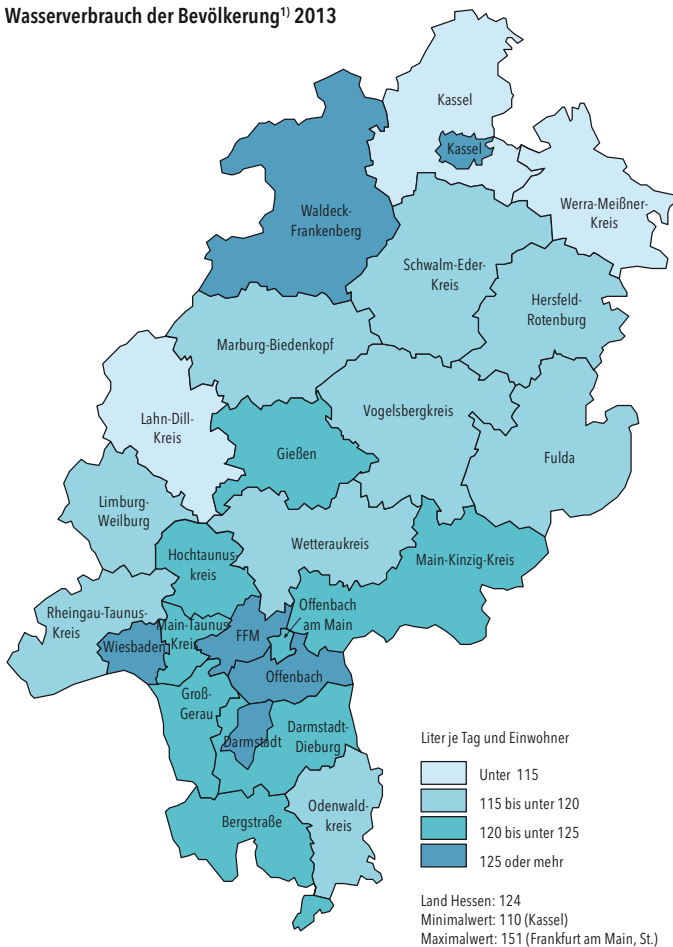 Wasserverbrauch der Bevölkerung¹⁾ 2013
Kassel
Kassel
Werra-Meißner-
Kreis
Waldeck-
Frankenberg
Schwalm-Eder-
Kreis
Hersfeld-
Rotenburg
Marburg-Biedenkopf
Vogelsbergkreis
Lahn-Dill-
Kreis
Gießen
Fulda
Limburg-
Weilburg
Wetteraukreis
Hochtaunus-
kreis
Main-Kinzig-Kreis
Offenbach
am Main
Rheingau-Taunus-
Kreis
Main-Taunus-
Kreis
FFM
Wiesbaden
Offenbach
Groß-
Gerau
Darmstadt
Darmstadt-
Dieburg
Odenwald-
kreis
Bergstraße
Liter je Tag und Einwohner
Unter 115
115 bis unter 120
120 bis unter 125
125 oder mehr
Land Hessen: 124
Minimalwert: 110 (Kassel)
Maximalwert: 151 (Frankfurt am Main, St.)